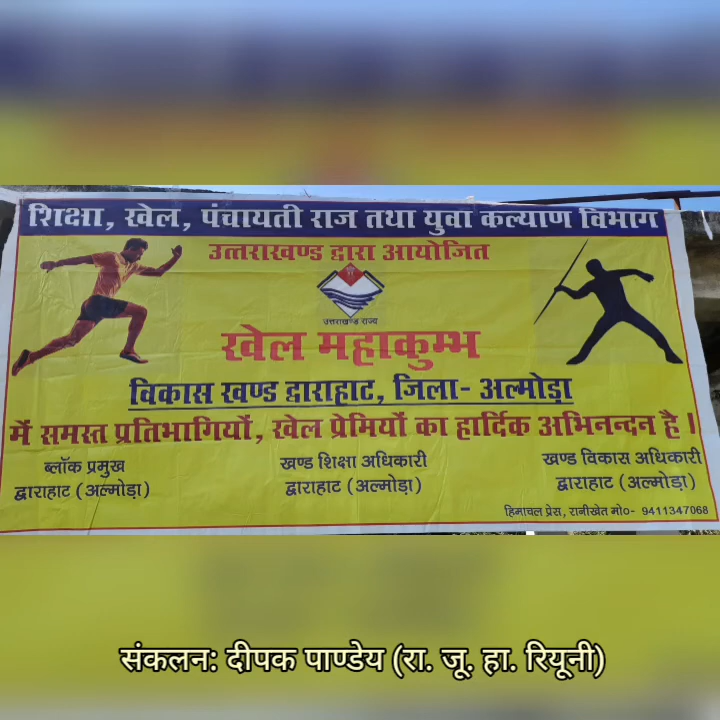 शिक्षा, खेल, पंचायती राज तथा युवा कल्याण विभाग
उत्तराखण्ड द्वारा आयोजित
उत्तराखण्ड राज्य
खेल महाकुम्भ
विकास खण्ड द्वाराहाट, जिला- अल्मोड़ा
में समस्त प्रतिभागियों, खेल प्रेमियों का हार्दिक अभिनन्दन है।
ब्लॉक प्रमुख
द्वाराहाट (अल्मोड़ा)
खण्ड शिक्षा अधिकारी
द्वाराहाट (अल्मोड़ा)
खण्ड विकास अधिकारी
द्वाराहाट (अल्मोड़ा)
हिमाचल प्रेस, रानीखेत मो०- 9411347068
संकलन: दीपक पाण्डेय (रा. जू. हा. रियूनी)